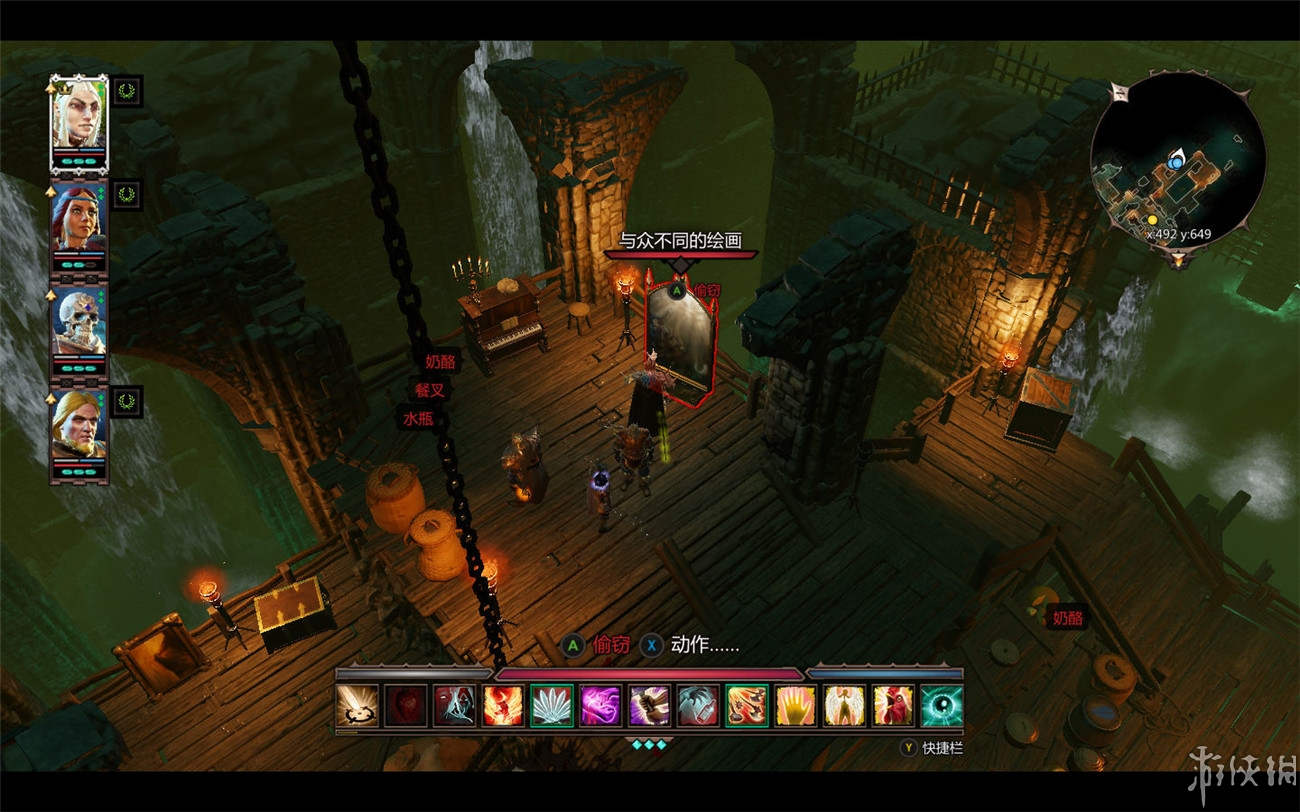 与众不同的绘画
A 偷窃
x:492 y:649
奶酪
餐叉
水瓶
奶酪
A 偷窃 X 动作......
Y 快捷栏
游侠网